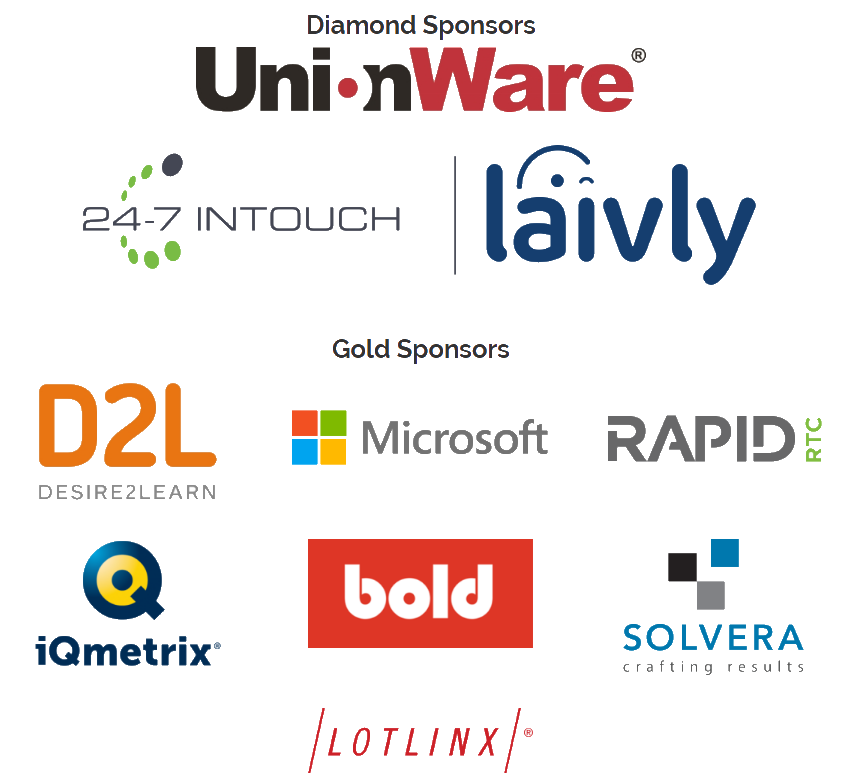 Diamond Sponsors
UnionWare®
24-7 INTOUCH
laivly
Gold Sponsors
D2L
DESIRE2LEARN
Microsoft
RAPID RTC
iQmetrix®
bold
SOLVERA
crafting results
/LOTLINX/®